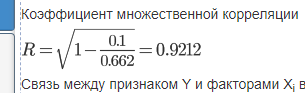 Коэффициент множественной корреляции
R = √(1 − 0.1/0.662) = 0.9212
Связь между признаком Y и факторами Xi в